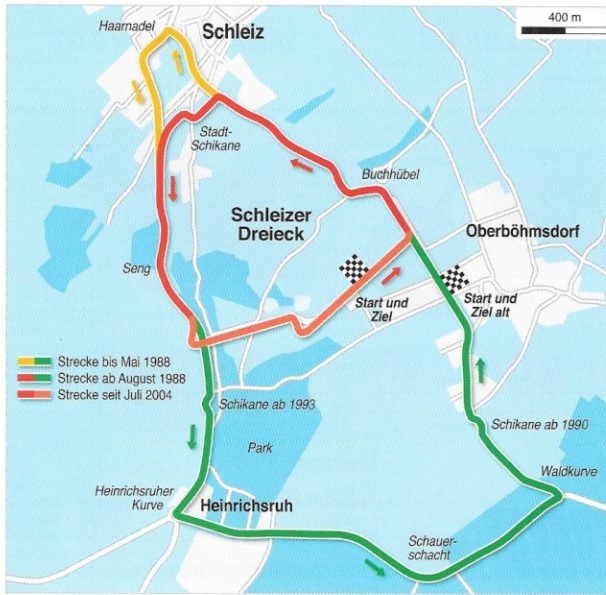 Haarnadel
Schleiz
400 m
Stadt-
Schikane
Buchhübel
Schleizer
Dreieck
Oberböhmsdorf
Seng
Start und
Ziel
Start und
Ziel alt
Strecke bis Mai 1988
Strecke ab August 1988
Strecke seit Juli 2004
Schikane ab 1993
Schikane ab 1990
Park
Waldkurve
Heinrichsruher
Kurve
Heinrichsruh
Schauer-
schacht